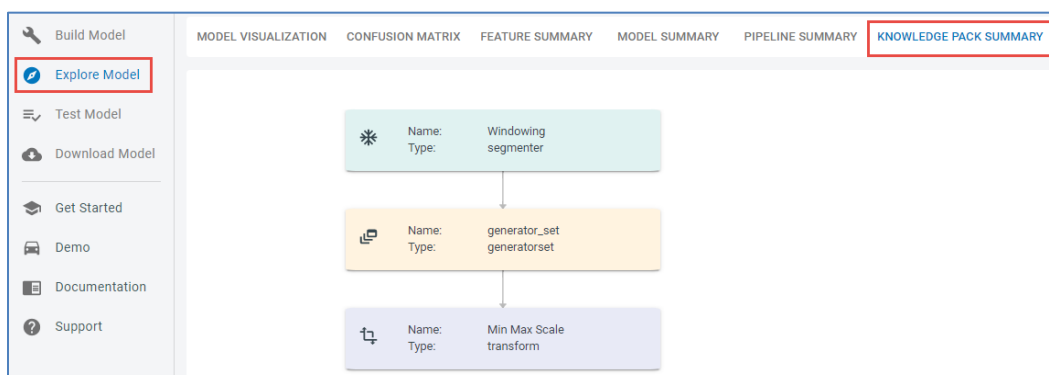 Build Model
Explore Model
Test Model
Download Model
Get Started
Demo
Documentation
Support
MODEL VISUALIZATION CONFUSION MATRIX FEATURE SUMMARY MODEL SUMMARY PIPELINE SUMMARY KNOWLEDGE PACK SUMMARY
Name: Windowing
Type: segmenter
Name: generator_set
Type: generatorset
Name: Min Max Scale
Type: transform